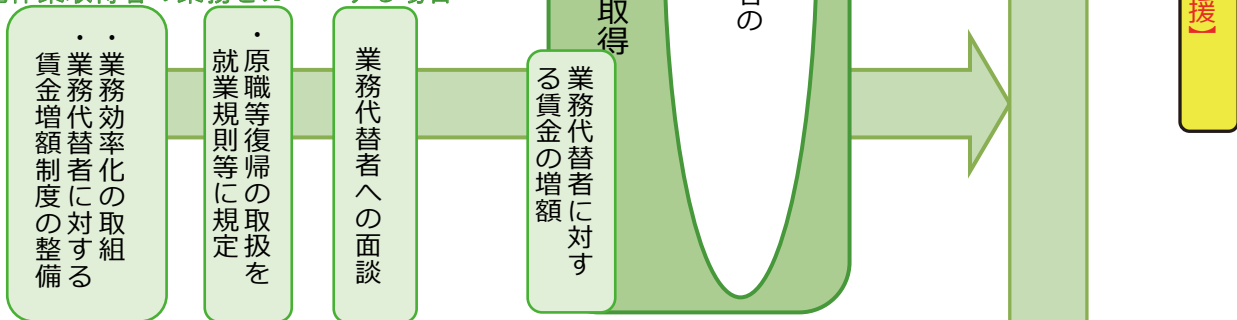 ・業務効率化の取組
・業務代替者に対する
賃金増額制度の整備
・原職等復帰の取扱を
就業規則等に規定
業務代替者への面談
業務代替者に対す
る賃金の増額
取得
の
援】